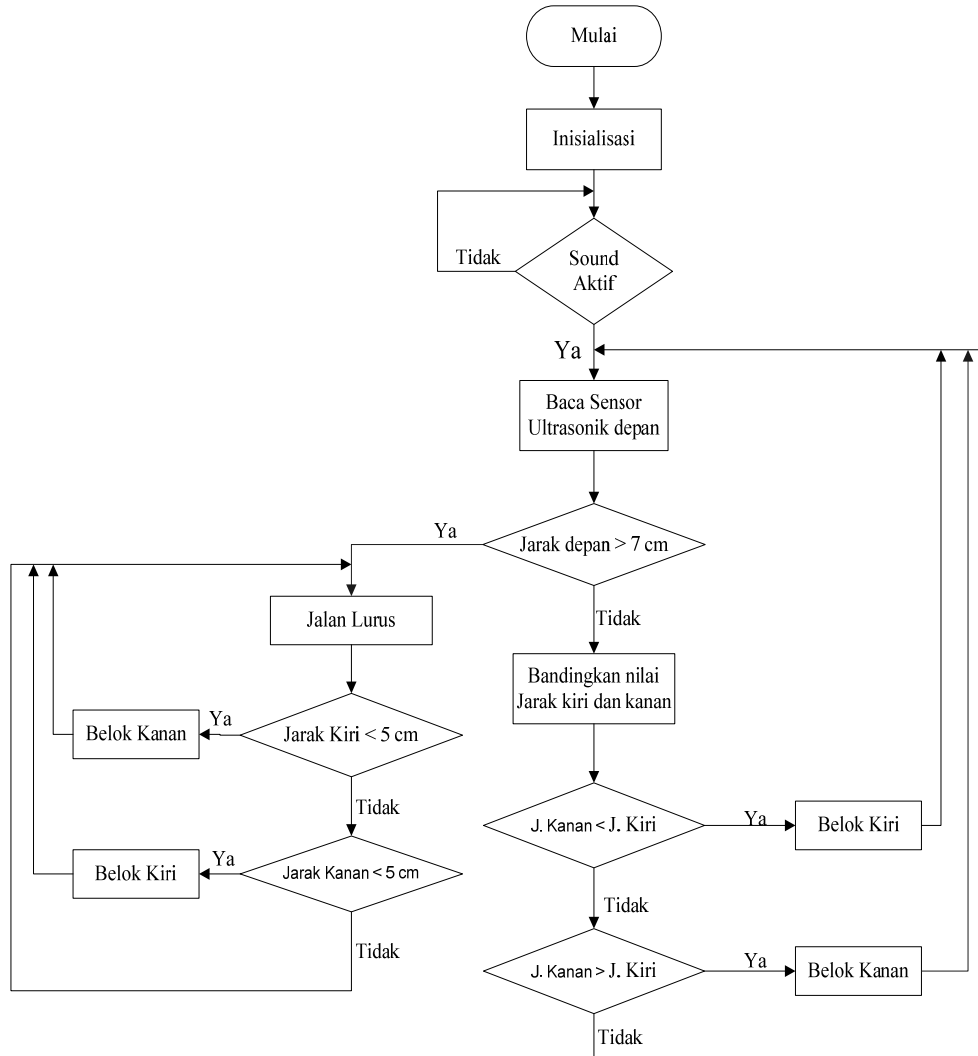 Mulai
Inisialisasi
Sound
Aktif
Tidak
Ya
Baca Sensor
Ultrasonik depan
Jarak depan > 7 cm
Ya
Tidak
Jalan Lurus
Jarak Kiri < 5 cm
Ya
Belok Kanan
Tidak
Jarak Kanan < 5 cm
Ya
Belok Kiri
Tidak
Bandingkan nilai
Jarak kiri dan kanan
J. Kanan < J. Kiri
Ya
Belok Kiri
Tidak
J. Kanan > J. Kiri
Ya
Belok Kanan
Tidak